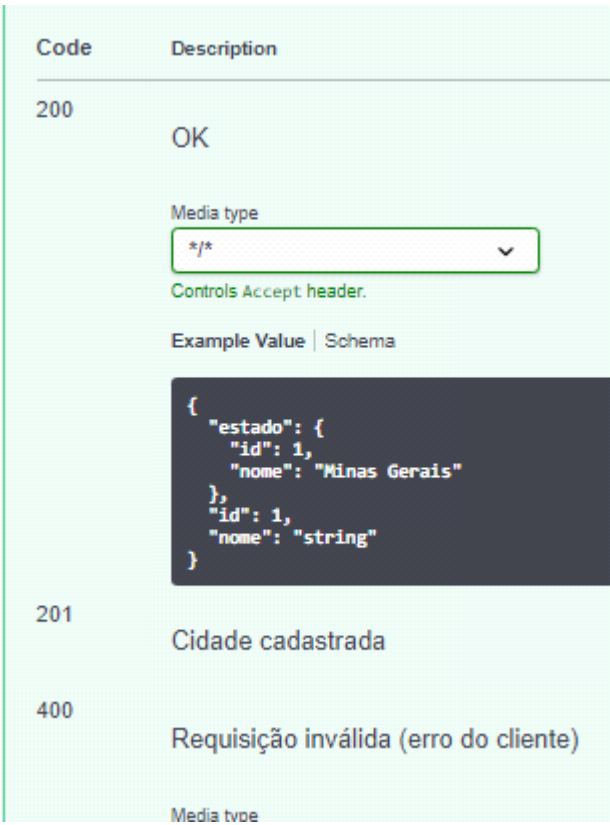 Code Description
200
OK
Media type
*/*
Controls Accept header.
Example Value | Schema
{
  "estado": {
    "id": 1,
    "nome": "Minas Gerais"
  },
  "id": 1,
  "nome": "string"
}
201
Cidade cadastrada
400
Requisição inválida (erro do cliente)
Media type